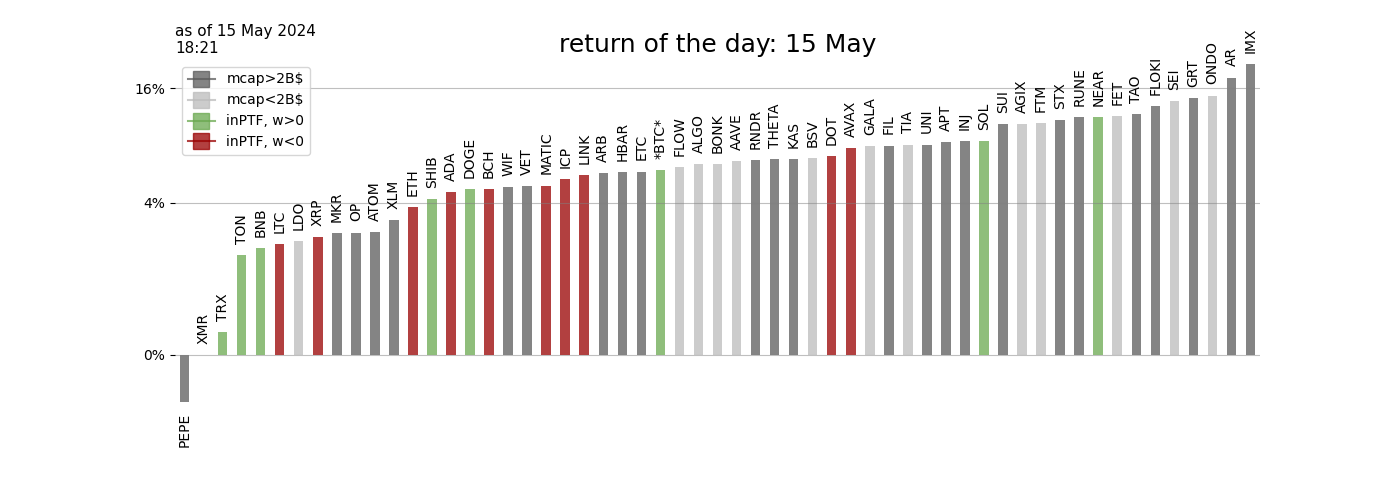 as of 15 May 2024
18:21
return of the day: 15 May
mcap>2B$
mcap<2B$
inPTF, w>0
inPTF, w<0
16%
4%
0%
PEPE
XMR
TRX
TON
BNB
LTC
LDO
XRP
MKR
OP
ATOM
XLM
ETH
SHIB
ADA
DOGE
BCH
WIF
VET
MATIC
ICP
LINK
ARB
HBAR
ETC
*BTC*
FLOW
ALGO
BONK
AAVE
RNDR
THETA
KAS
BSV
DOT
AVAX
GALA
FIL
TIA
UNI
APT
INJ
SOL
SUI
AGIX
FTM
STX
RUNE
NEAR
FET
TAO
FLOKI
SEI
GRT
ONDO
AR
IMX